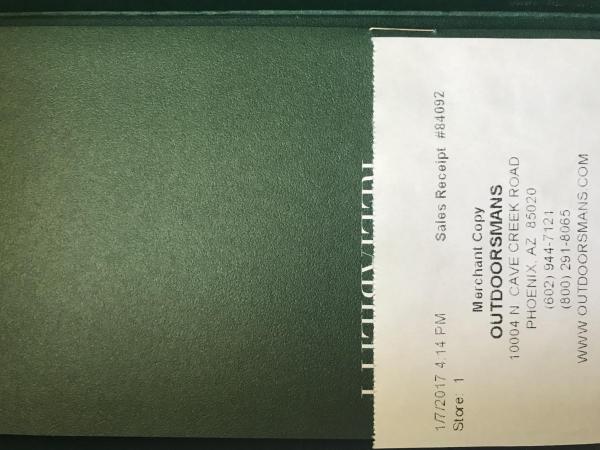 1/7/2017 4:14 PM Sales Receipt #84092
Store: 1
Merchant Copy
OUTDOORSMANS
10004 N. CAVE CREEK ROAD
PHOENIX, AZ 85020
(602) 944-7121
(800) 291-8065
WWW.OUTDOORSMANS.COM